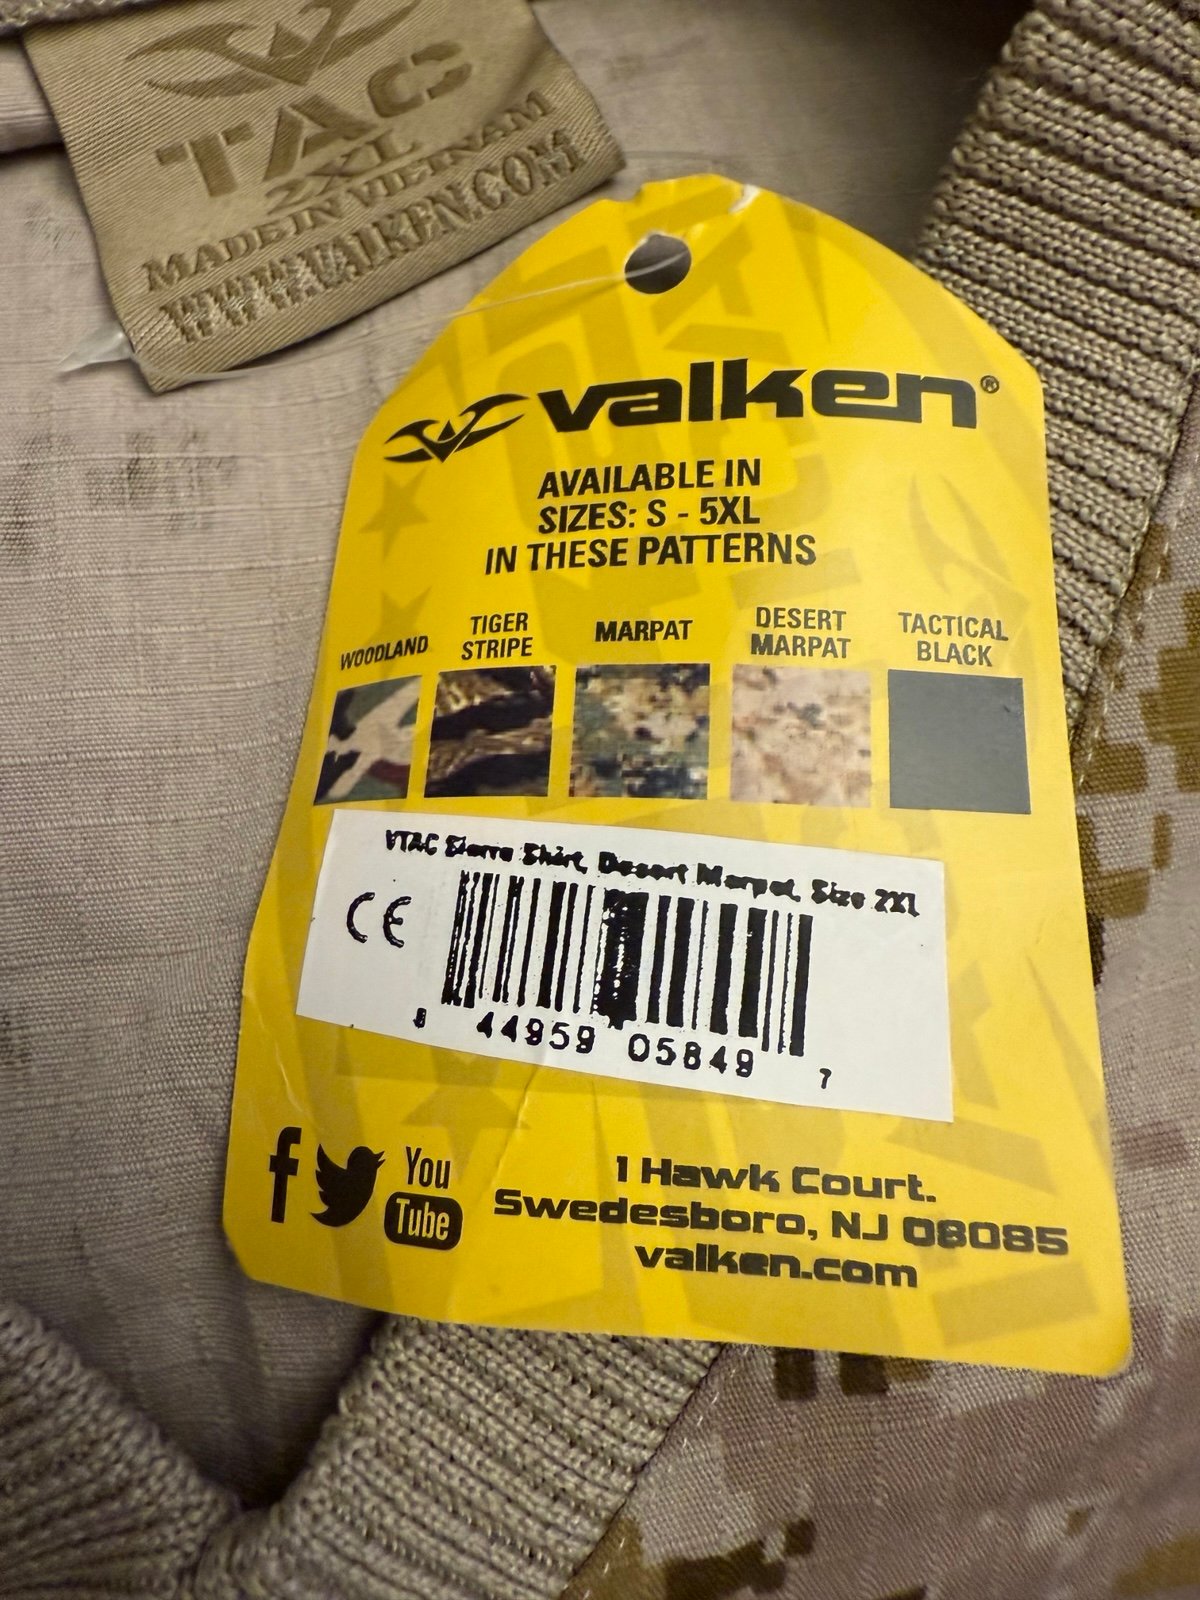 TAC
2XL
MADE IN VIETNAM
WWW.VALKEN.COM
valken®
AVAILABLE IN
SIZES: S - 5XL
IN THESE PATTERNS
WOODLAND
TIGER
STRIPE
MARPAT
DESERT
MARPAT
TACTICAL
BLACK
VTAC Sierra Shirt, Desert Marpat, Size 2XL
CE
8 44959 05849 7
f
You
Tube
1 Hawk Court.
Swedesboro, NJ 08085
valken.com